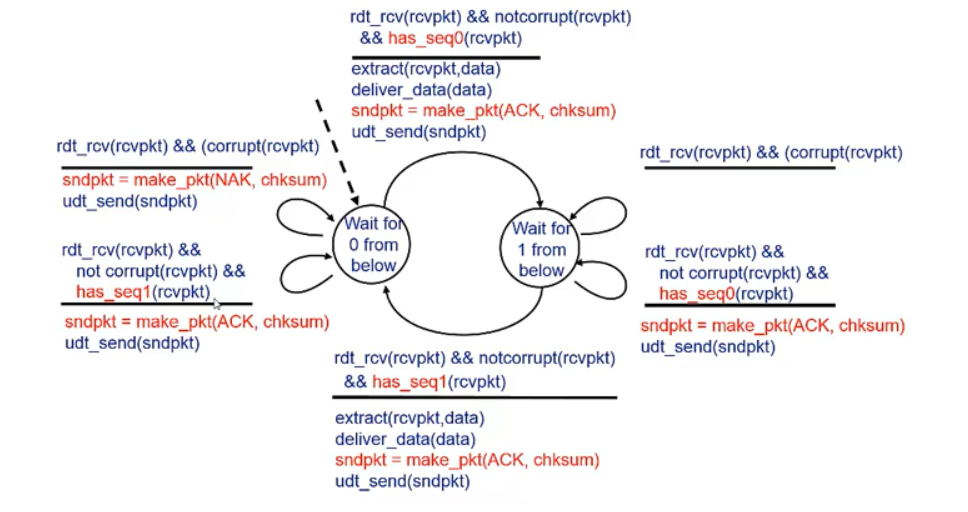 rdt_rcv(rcvpkt) && notcorrupt(rcvpkt)
&& has_seq0(rcvpkt)
extract(rcvpkt,data)
deliver_data(data)
sndpkt = make_pkt(ACK, chksum)
udt_send(sndpkt)
rdt_rcv(rcvpkt) && (corrupt(rcvpkt)
sndpkt = make_pkt(NAK, chksum)
udt_send(sndpkt)
rdt_rcv(rcvpkt) &&
not corrupt(rcvpkt) &&
has_seq1(rcvpkt)
sndpkt = make_pkt(ACK, chksum)
udt_send(sndpkt)
Wait for
0 from
below
Wait for
1 from
below
rdt_rcv(rcvpkt) && (corrupt(rcvpkt)
rdt_rcv(rcvpkt) &&
not corrupt(rcvpkt) &&
has_seq0(rcvpkt)
sndpkt = make_pkt(ACK, chksum)
udt_send(sndpkt)
rdt_rcv(rcvpkt) && notcorrupt(rcvpkt)
&& has_seq1(rcvpkt)
extract(rcvpkt,data)
deliver_data(data)
sndpkt = make_pkt(ACK, chksum)
udt_send(sndpkt)